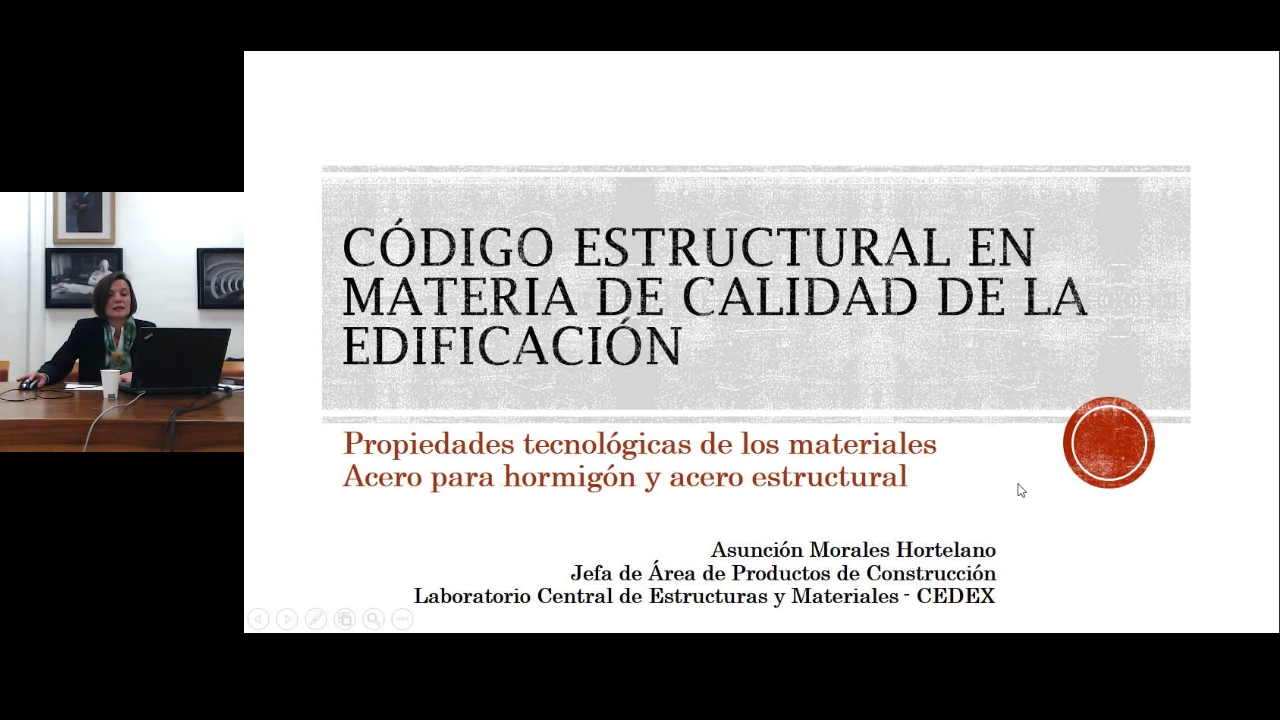 CÓDIGO ESTRUCTURAL EN
MATERIA DE CALIDAD DE LA
EDIFICACIÓN
Propiedades tecnológicas de los materiales
Acero para hormigón y acero estructural
Asunción Morales Hortelano
Jefa de Área de Productos de Construcción
Laboratorio Central de Estructuras y Materiales - CEDEX